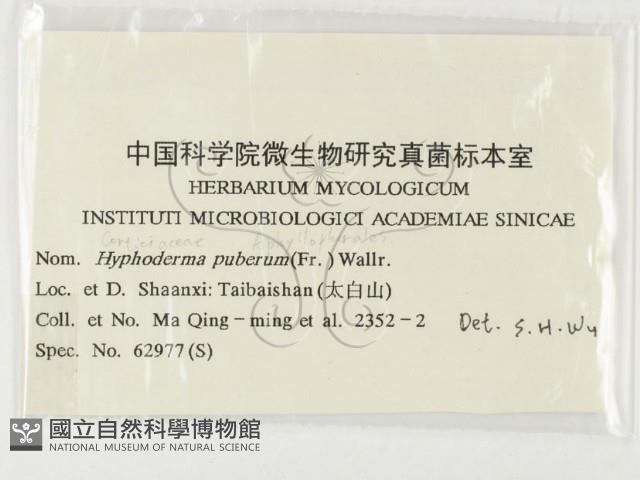 中国科学院微生物研究真菌标本室
HERBARIUM MYCOLOGICUM
INSTITUTI MICROBIOLOGICI ACADEMIAE SINICAE
Corticiaceae Aphyllophorales.
Nom. Hyphoderma puberum (Fr.) Wallr.
Loc. et D. Shaanxi: Taibaishan (太白山)
Coll. et No. Ma Qing-ming et al. 2352-2 Det. S. H. Wu
Spec. No. 62977 (S)
國立自然科學博物館
NATIONAL MUSEUM OF NATURAL SCIENCE